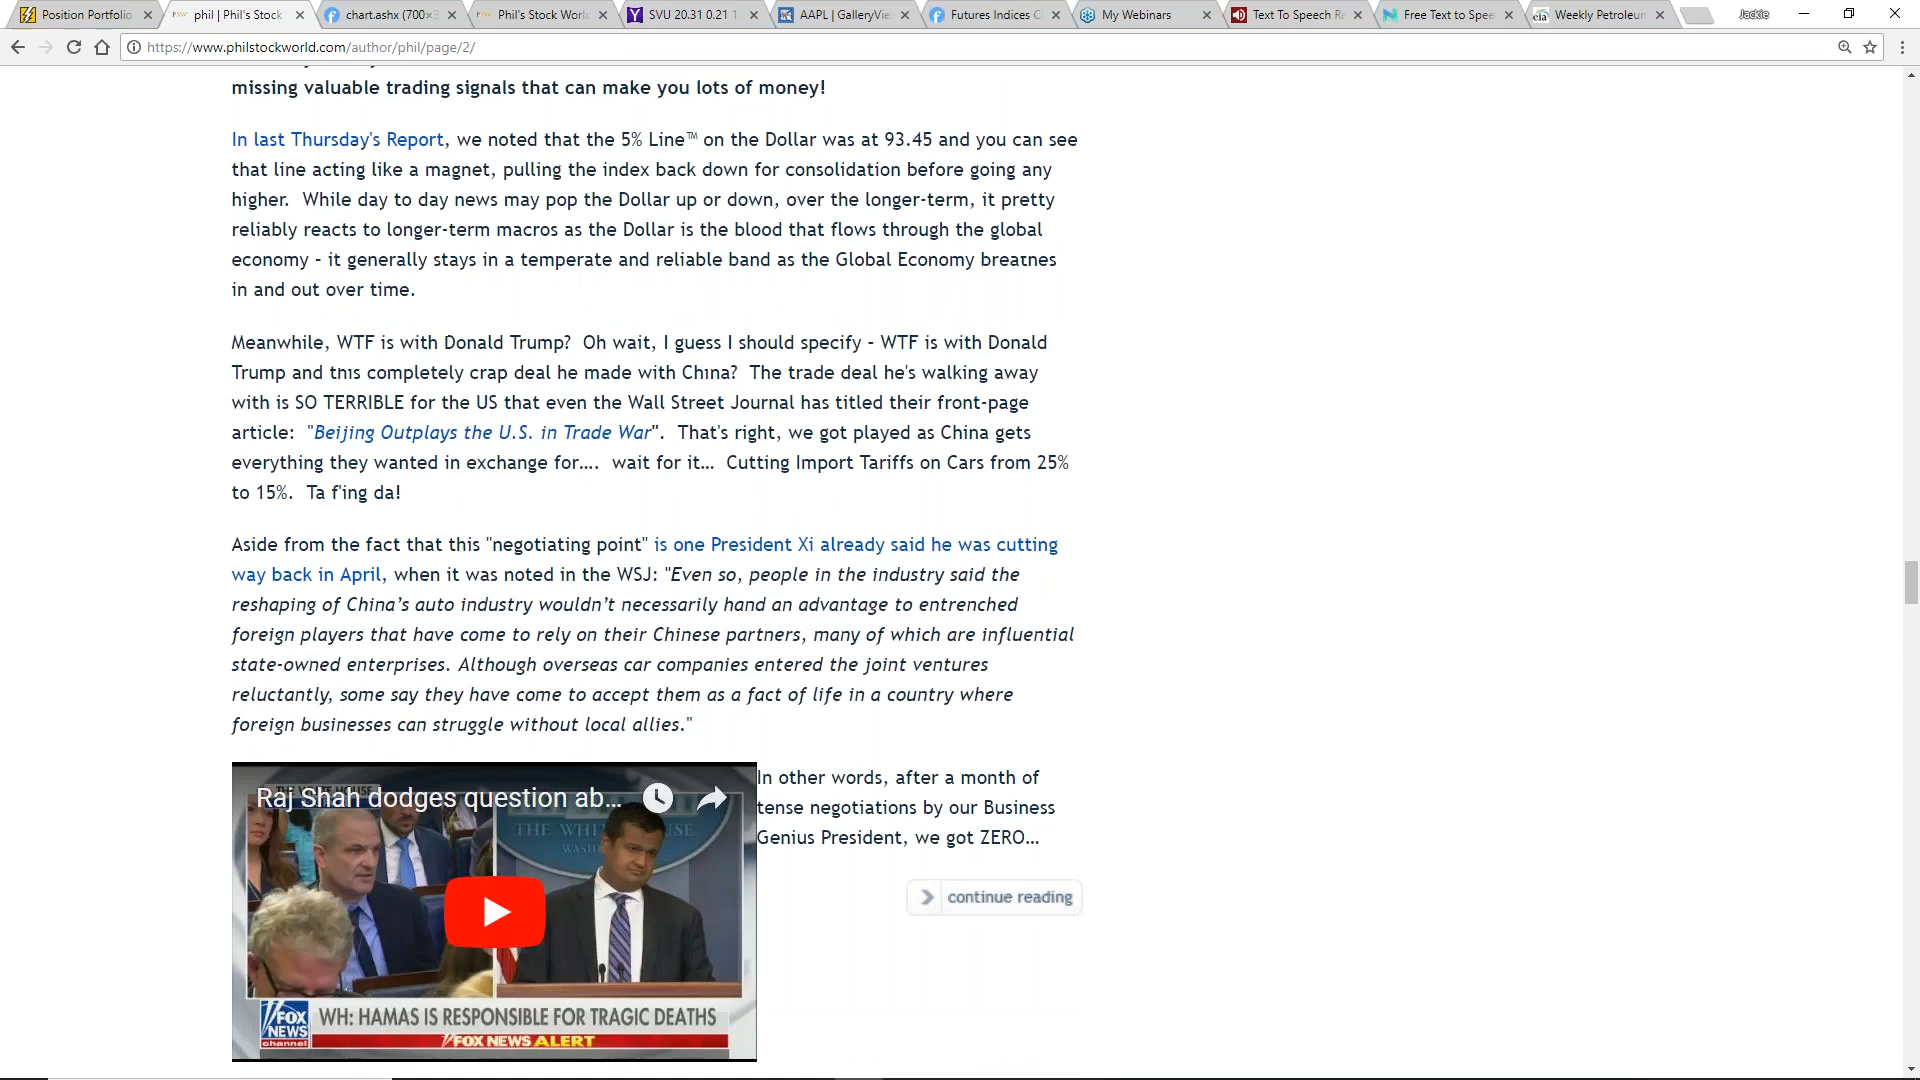 Position Portfolio
phil | Phil's Stock
chart.ashx (700×3
Phil's Stock World
SVU 20.31 0.21 1
AAPL | GalleryVie
Futures Indices C
My Webinars
Text To Speech Re
Free Text to Spee
Weekly Petroleum
Jackie
https://www.philstockworld.com/author/phil/page/2/
missing valuable trading signals that can make you lots of money!
In last Thursday's Report, we noted that the 5% Line™ on the Dollar was at 93.45 and you can see
that line acting like a magnet, pulling the index back down for consolidation before going any
higher. While day to day news may pop the Dollar up or down, over the longer-term, it pretty
reliably reacts to longer-term macros as the Dollar is the blood that flows through the global
economy - it generally stays in a temperate and reliable band as the Global Economy breathes
in and out over time.
Meanwhile, WTF is with Donald Trump? Oh wait, I guess I should specify - WTF is with Donald
Trump and this completely crap deal he made with China? The trade deal he's walking away
with is SO TERRIBLE for the US that even the Wall Street Journal has titled their front-page
article: "Beijing Outplays the U.S. in Trade War". That's right, we got played as China gets
everything they wanted in exchange for.... wait for it... Cutting Import Tariffs on Cars from 25%
to 15%. Ta f'ing da!
Aside from the fact that this "negotiating point" is one President Xi already said he was cutting
way back in April, when it was noted in the WSJ: "Even so, people in the industry said the
reshaping of China's auto industry wouldn't necessarily hand an advantage to entrenched
foreign players that have come to rely on their Chinese partners, many of which are influential
state-owned enterprises. Although overseas car companies entered the joint ventures
reluctantly, some say they have come to accept them as a fact of life in a country where
foreign businesses can struggle without local allies."
Raj Shah dodges question ab...
THE WHITE HOUSE
WASH
FOX NEWS channel
WH: HAMAS IS RESPONSIBLE FOR TRAGIC DEATHS
FOX NEWS ALERT
In other words, after a month of
tense negotiations by our Business
Genius President, we got ZERO...
continue reading